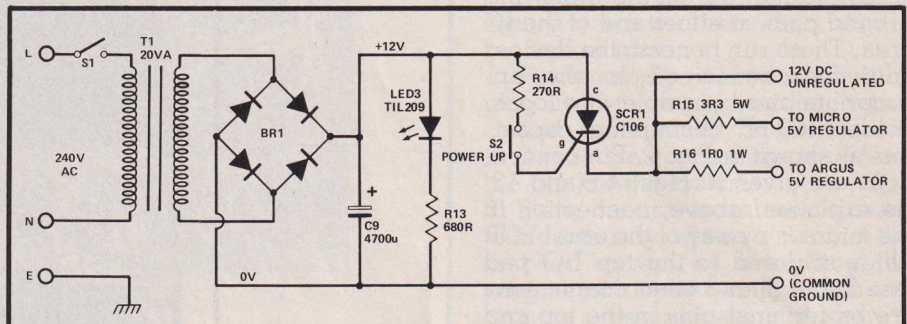 L
S1
T1
20VA
240V
AC
N
E
BR1
+12V
+
C9
4700u
0V
LED3
TIL209
R13
680R
R14
270R
S2
POWER UP
c
SCR1
C106
g
12V DC
UNREGULATED
R15 3R3 5W
TO MICRO
5V REGULATOR
R16 1R0 1W
TO ARGUS
5V REGULATOR
0V
(COMMON
GROUND)